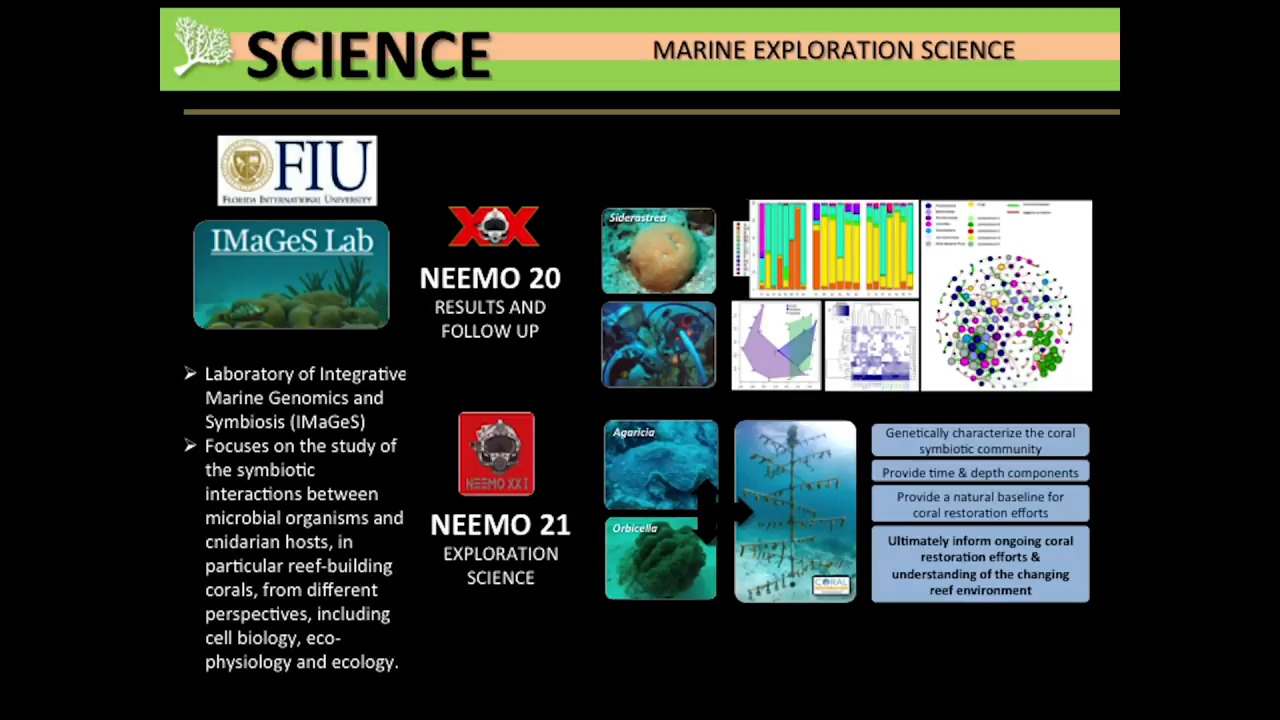 SCIENCE
MARINE EXPLORATION SCIENCE
FIU
FLORIDA INTERNATIONAL UNIVERSITY
IMaGeS Lab
➢ Laboratory of Integrative
Marine Genomics and
Symbiosis (IMaGeS)
➢ Focuses on the study of
the symbiotic
interactions between
microbial organisms and
cnidarian hosts, in
particular reef-building
corals, from different
perspectives, including
cell biology, eco-
physiology and ecology.
XX
NEEMO 20
RESULTS AND
FOLLOW UP
Siderastrea
NEEMO XXI
NEEMO 21
EXPLORATION
SCIENCE
Agaricia
Orbicella
CORAL
Genetically characterize the coral
symbiotic community
Provide time & depth components
Provide a natural baseline for
coral restoration efforts
Ultimately inform ongoing coral
restoration efforts &
understanding of the changing
reef environment